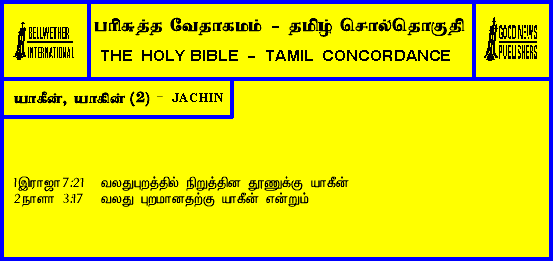 BELLWETHER
INTERNATIONAL
பரிசுத்த வேதாகமம் - தமிழ் சொல்தொகுதி
THE HOLY BIBLE - TAMIL CONCORDANCE
GOOD NEWS
PUBLISHERS
யாகீன், யாகின் (2) - JACHIN
1இராஜா 7:21 வலதுபுறத்தில் நிறுத்தின தூணுக்கு யாகீன்
2நாளா 3:17 வலது புறமானதற்கு யாகீன் என்றும்